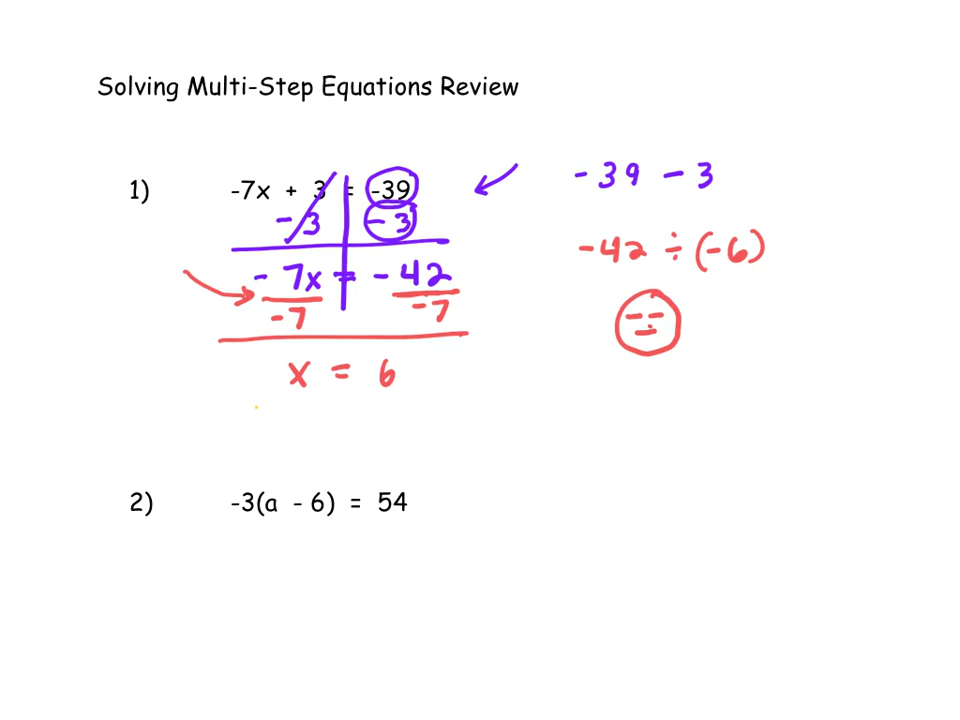 Solving Multi-Step Equations Review
1) -7x + 3 = -39
- 3 - 3
- 7x = - 42
-7 -7
x = 6
- 39 - 3
- 42 ÷ (-6)
2) -3(a - 6) = 54